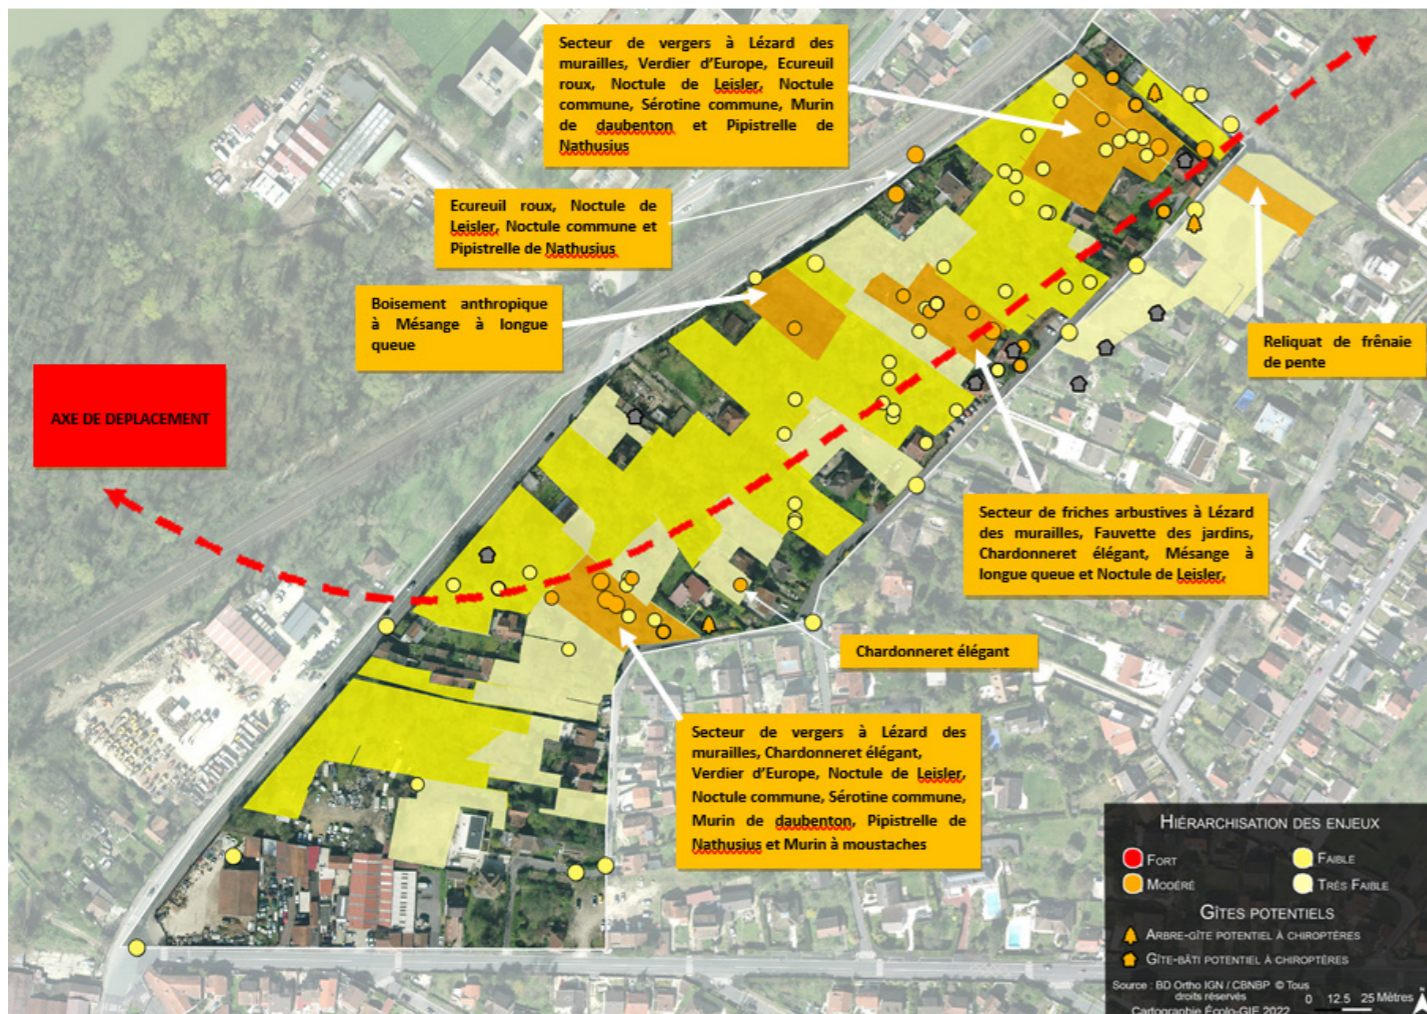 Secteur de vergers à Lézard des
murailles, Verdier d'Europe, Ecureuil
roux, Noctule de Leisler, Noctule
commune, Sérotine commune, Murin
de daubenton et Pipistrelle de
Nathusius
Ecureuil roux, Noctule de
Leisler, Noctule commune et
Pipistrelle de Nathusius
Boisement anthropique
à Mésange à longue
queue
Reliquat de frênaie
de pente
AXE DE DEPLACEMENT
Secteur de friches arbustives à Lézard
des murailles, Fauvette des jardins,
Chardonneret élégant, Mésange à
longue queue et Noctule de Leisler,
Chardonneret élégant
Secteur de vergers à Lézard des
murailles, Chardonneret élégant,
Verdier d'Europe, Noctule de Leisler,
Noctule commune, Sérotine commune,
Murin de daubenton, Pipistrelle de
Nathusius et Murin à moustaches
HIÉRARCHISATION DES ENJEUX
FORT
FAIBLE
MODÉRÉ
TRÈS FAIBLE
GÎTES POTENTIELS
ARBRE-GÎTE POTENTIEL À CHIROPTÈRES
GÎTE-BÂTI POTENTIEL À CHIROPTÈRES
Source : BD Ortho IGN / CBNBP © Tous
droits réservés
0 12.5 25 Mètres
Cartographie Écolo-GIE 2022